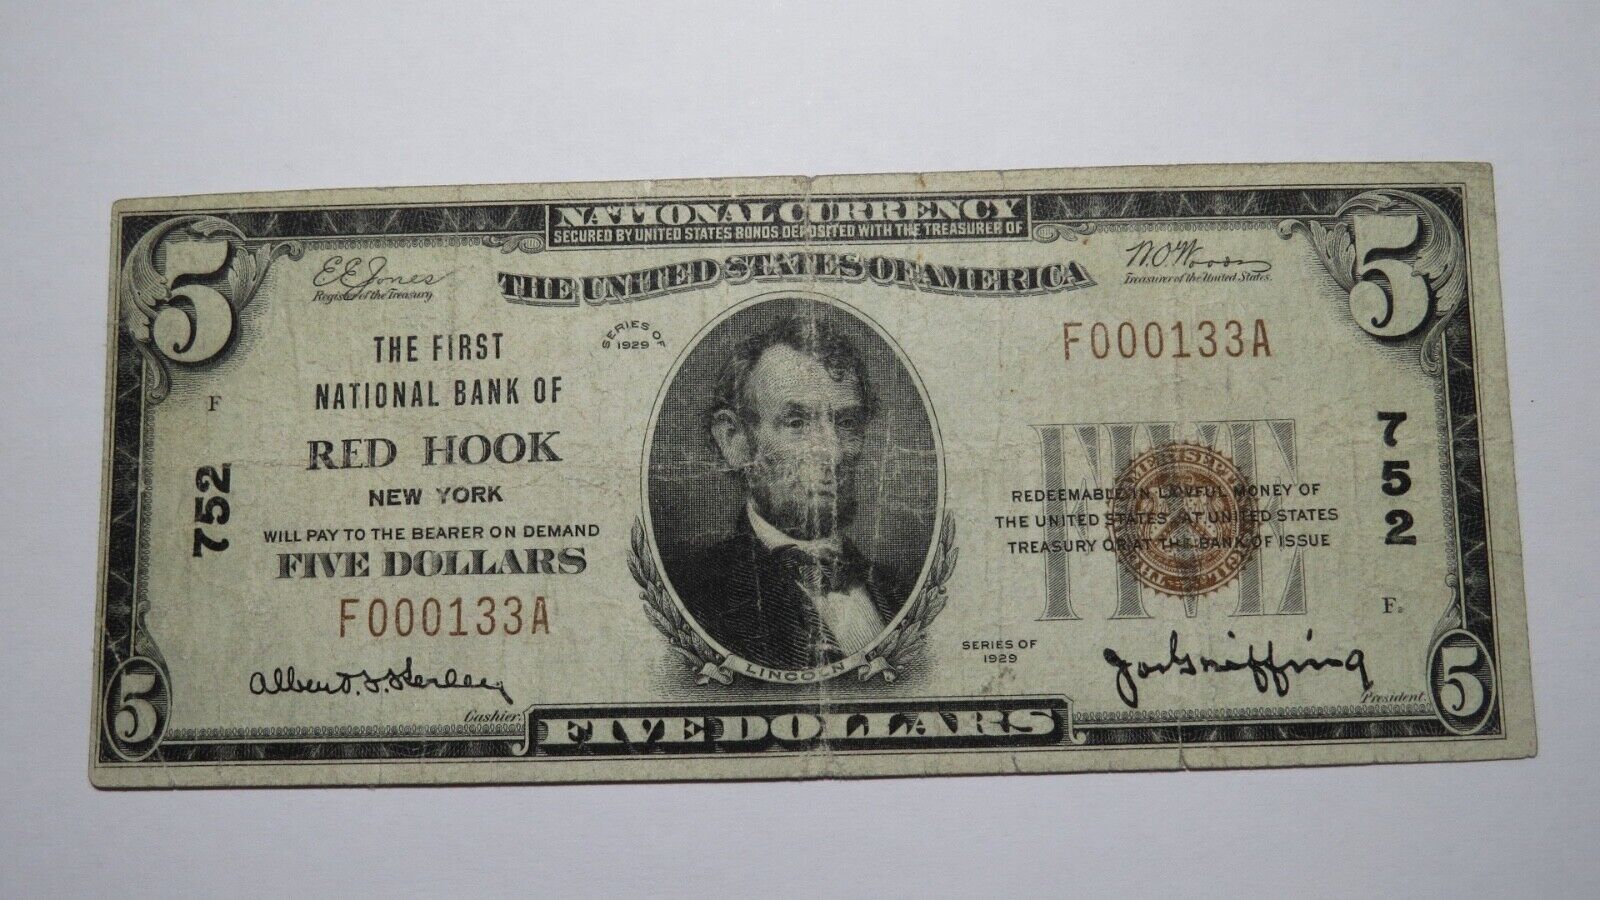 NATIONAL CURRENCY
SECURED BY UNITED STATES BONDS DEPOSITED WITH THE TREASURER OF
THE UNITED STATES OF AMERICA
5
5
E.E. Jones
Register of the Treasury
W.O. Woods
Treasurer of the United States.
SERIES OF
1929
THE FIRST
NATIONAL BANK OF
RED HOOK
NEW YORK
WILL PAY TO THE BEARER ON DEMAND
FIVE DOLLARS
F000133A
F
752
F000133A
FIVE
REDEEMABLE IN LAWFUL MONEY OF
THE UNITED STATES AT UNITED STATES
TREASURY OR AT THE BANK OF ISSUE
752
F
SERIES OF
1929
LINCOLN
Cashier.
President.
5
FIVE DOLLARS
5